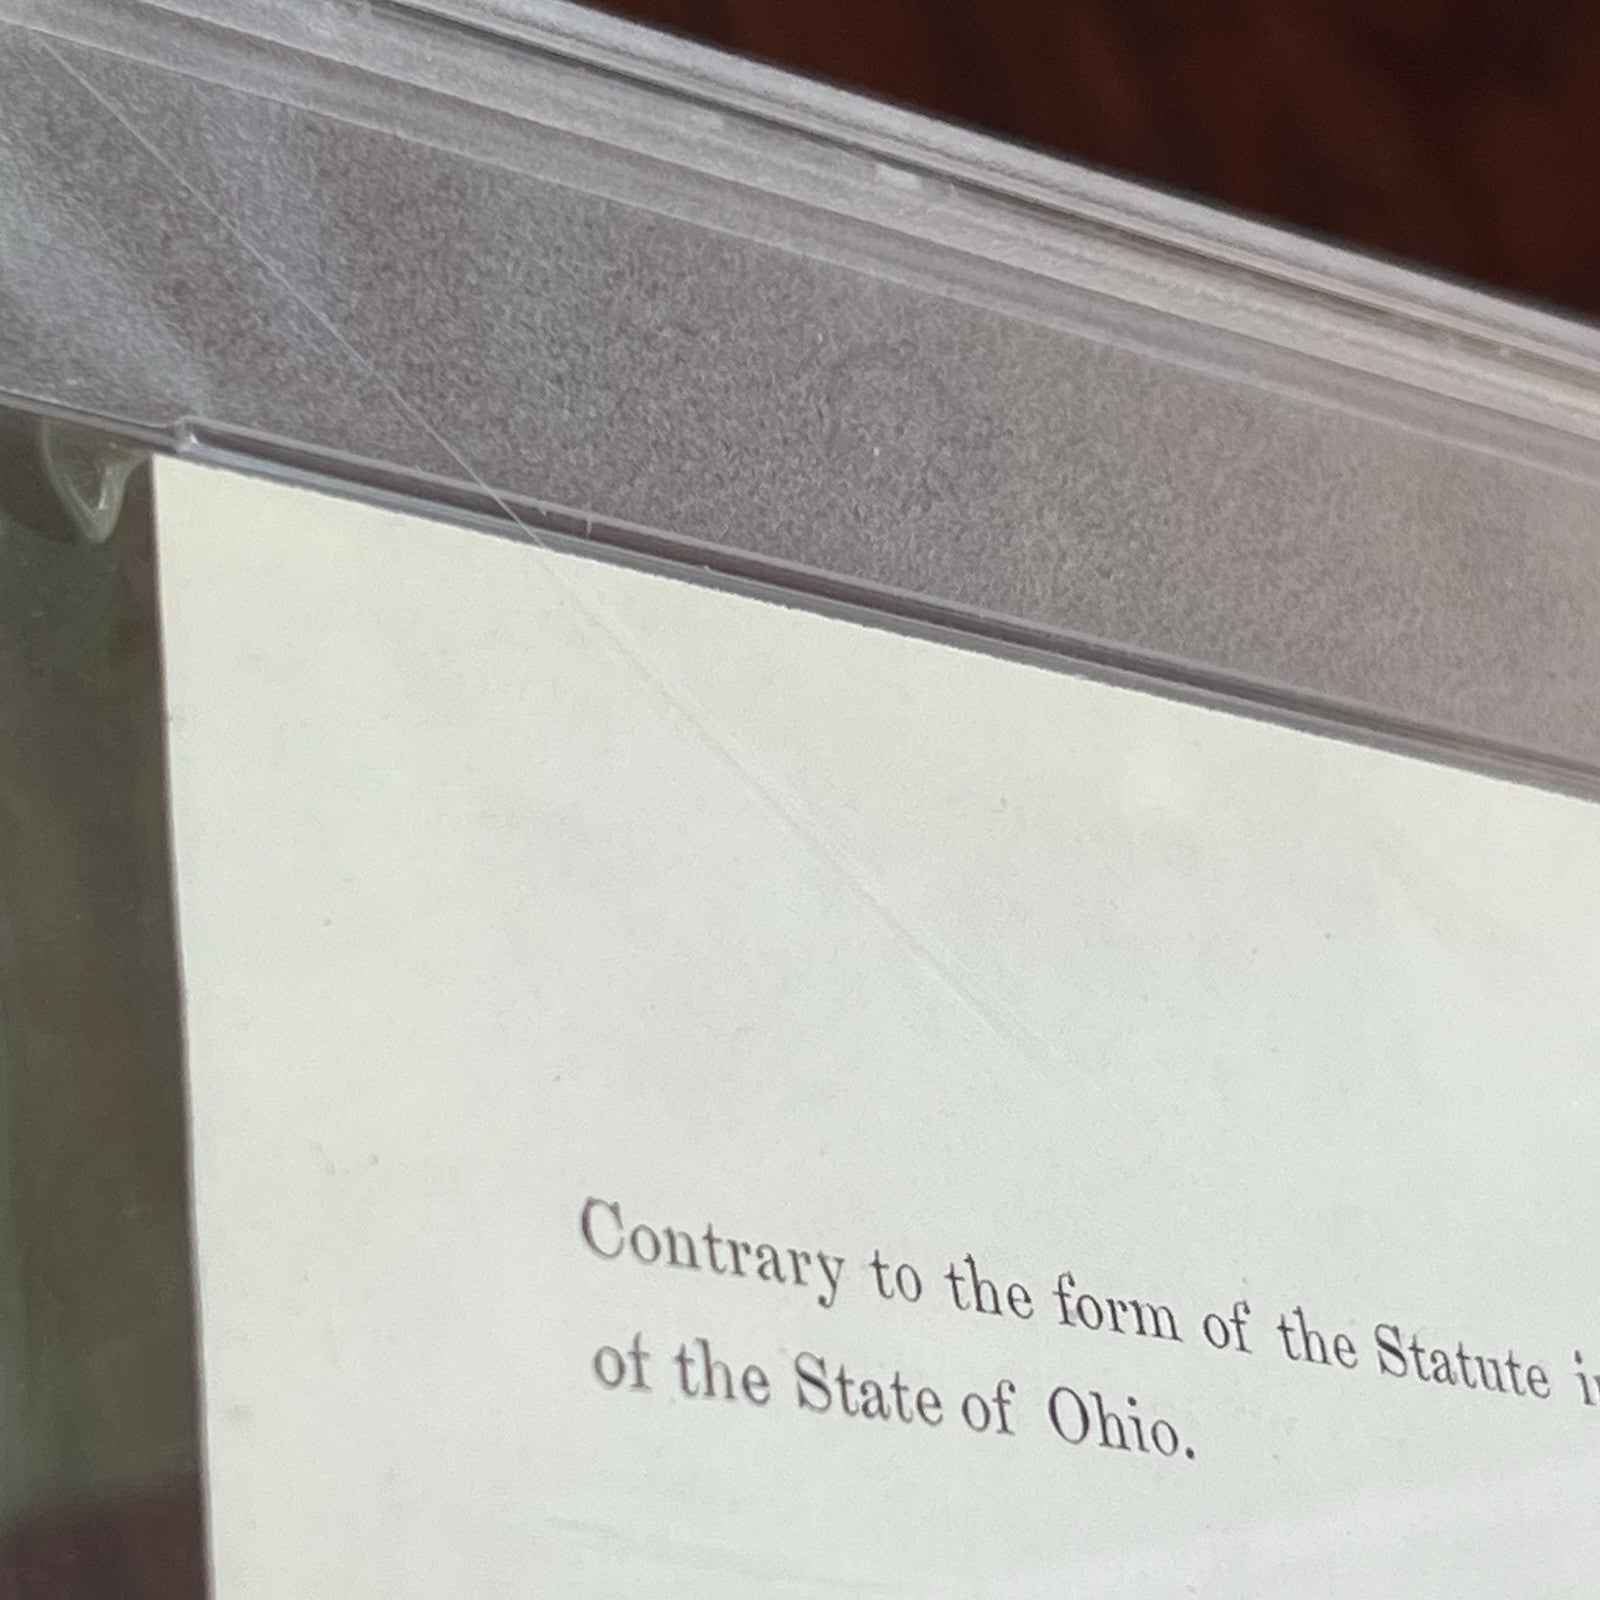 Contrary to the form of the Statute
of the State of Ohio.